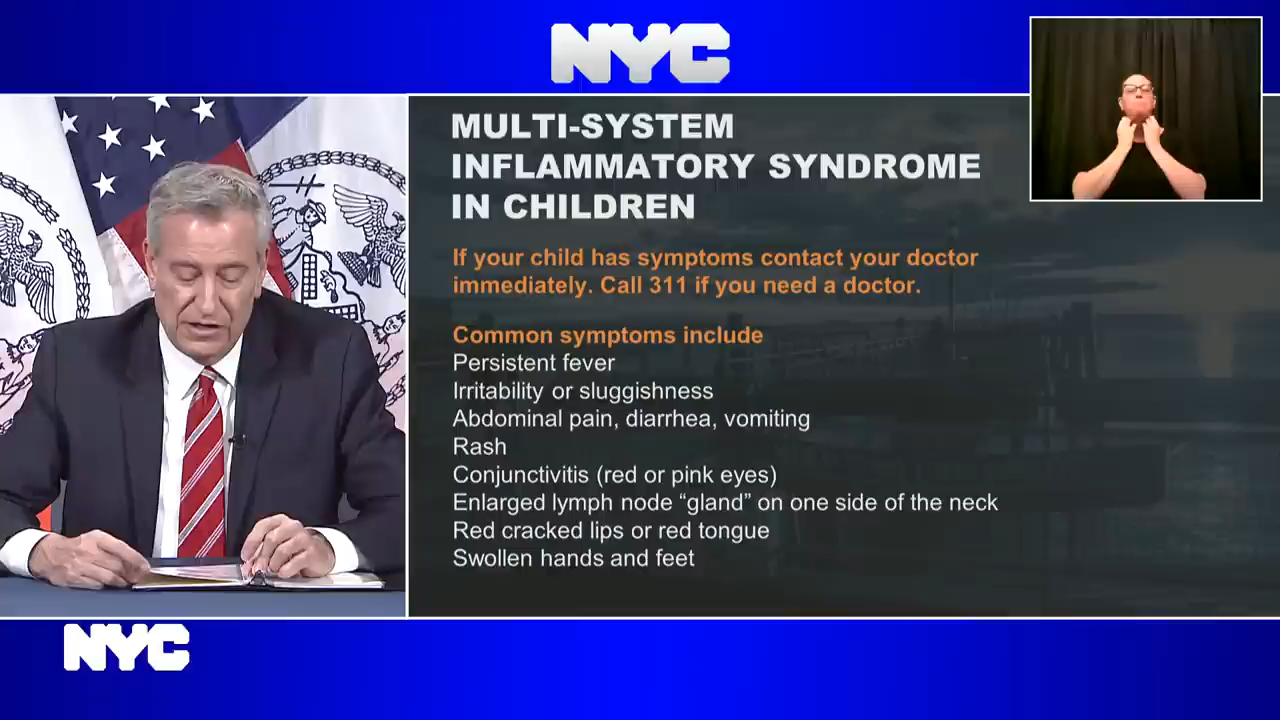 NYC
MULTI-SYSTEM
INFLAMMATORY SYNDROME
IN CHILDREN
If your child has symptoms contact your doctor
immediately. Call 311 if you need a doctor.
Common symptoms include
Persistent fever
Irritability or sluggishness
Abdominal pain, diarrhea, vomiting
Rash
Conjunctivitis (red or pink eyes)
Enlarged lymph node “gland” on one side of the neck
Red cracked lips or red tongue
Swollen hands and feet
NYC